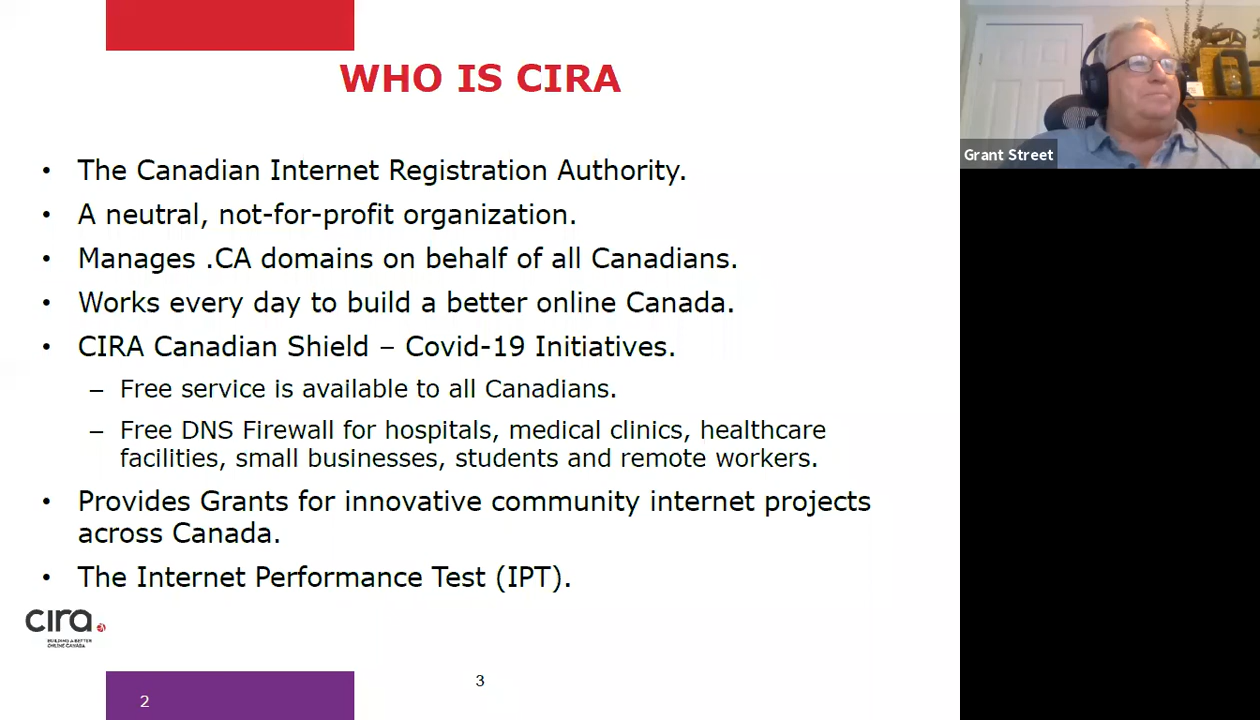 WHO IS CIRA
• The Canadian Internet Registration Authority.
• A neutral, not-for-profit organization.
• Manages .CA domains on behalf of all Canadians.
• Works every day to build a better online Canada.
• CIRA Canadian Shield – Covid-19 Initiatives.
– Free service is available to all Canadians.
– Free DNS Firewall for hospitals, medical clinics, healthcare
facilities, small businesses, students and remote workers.
• Provides Grants for innovative community internet projects
across Canada.
• The Internet Performance Test (IPT).
cira
BUILDING A BETTER
ONLINE CANADA
3
2
Grant Street